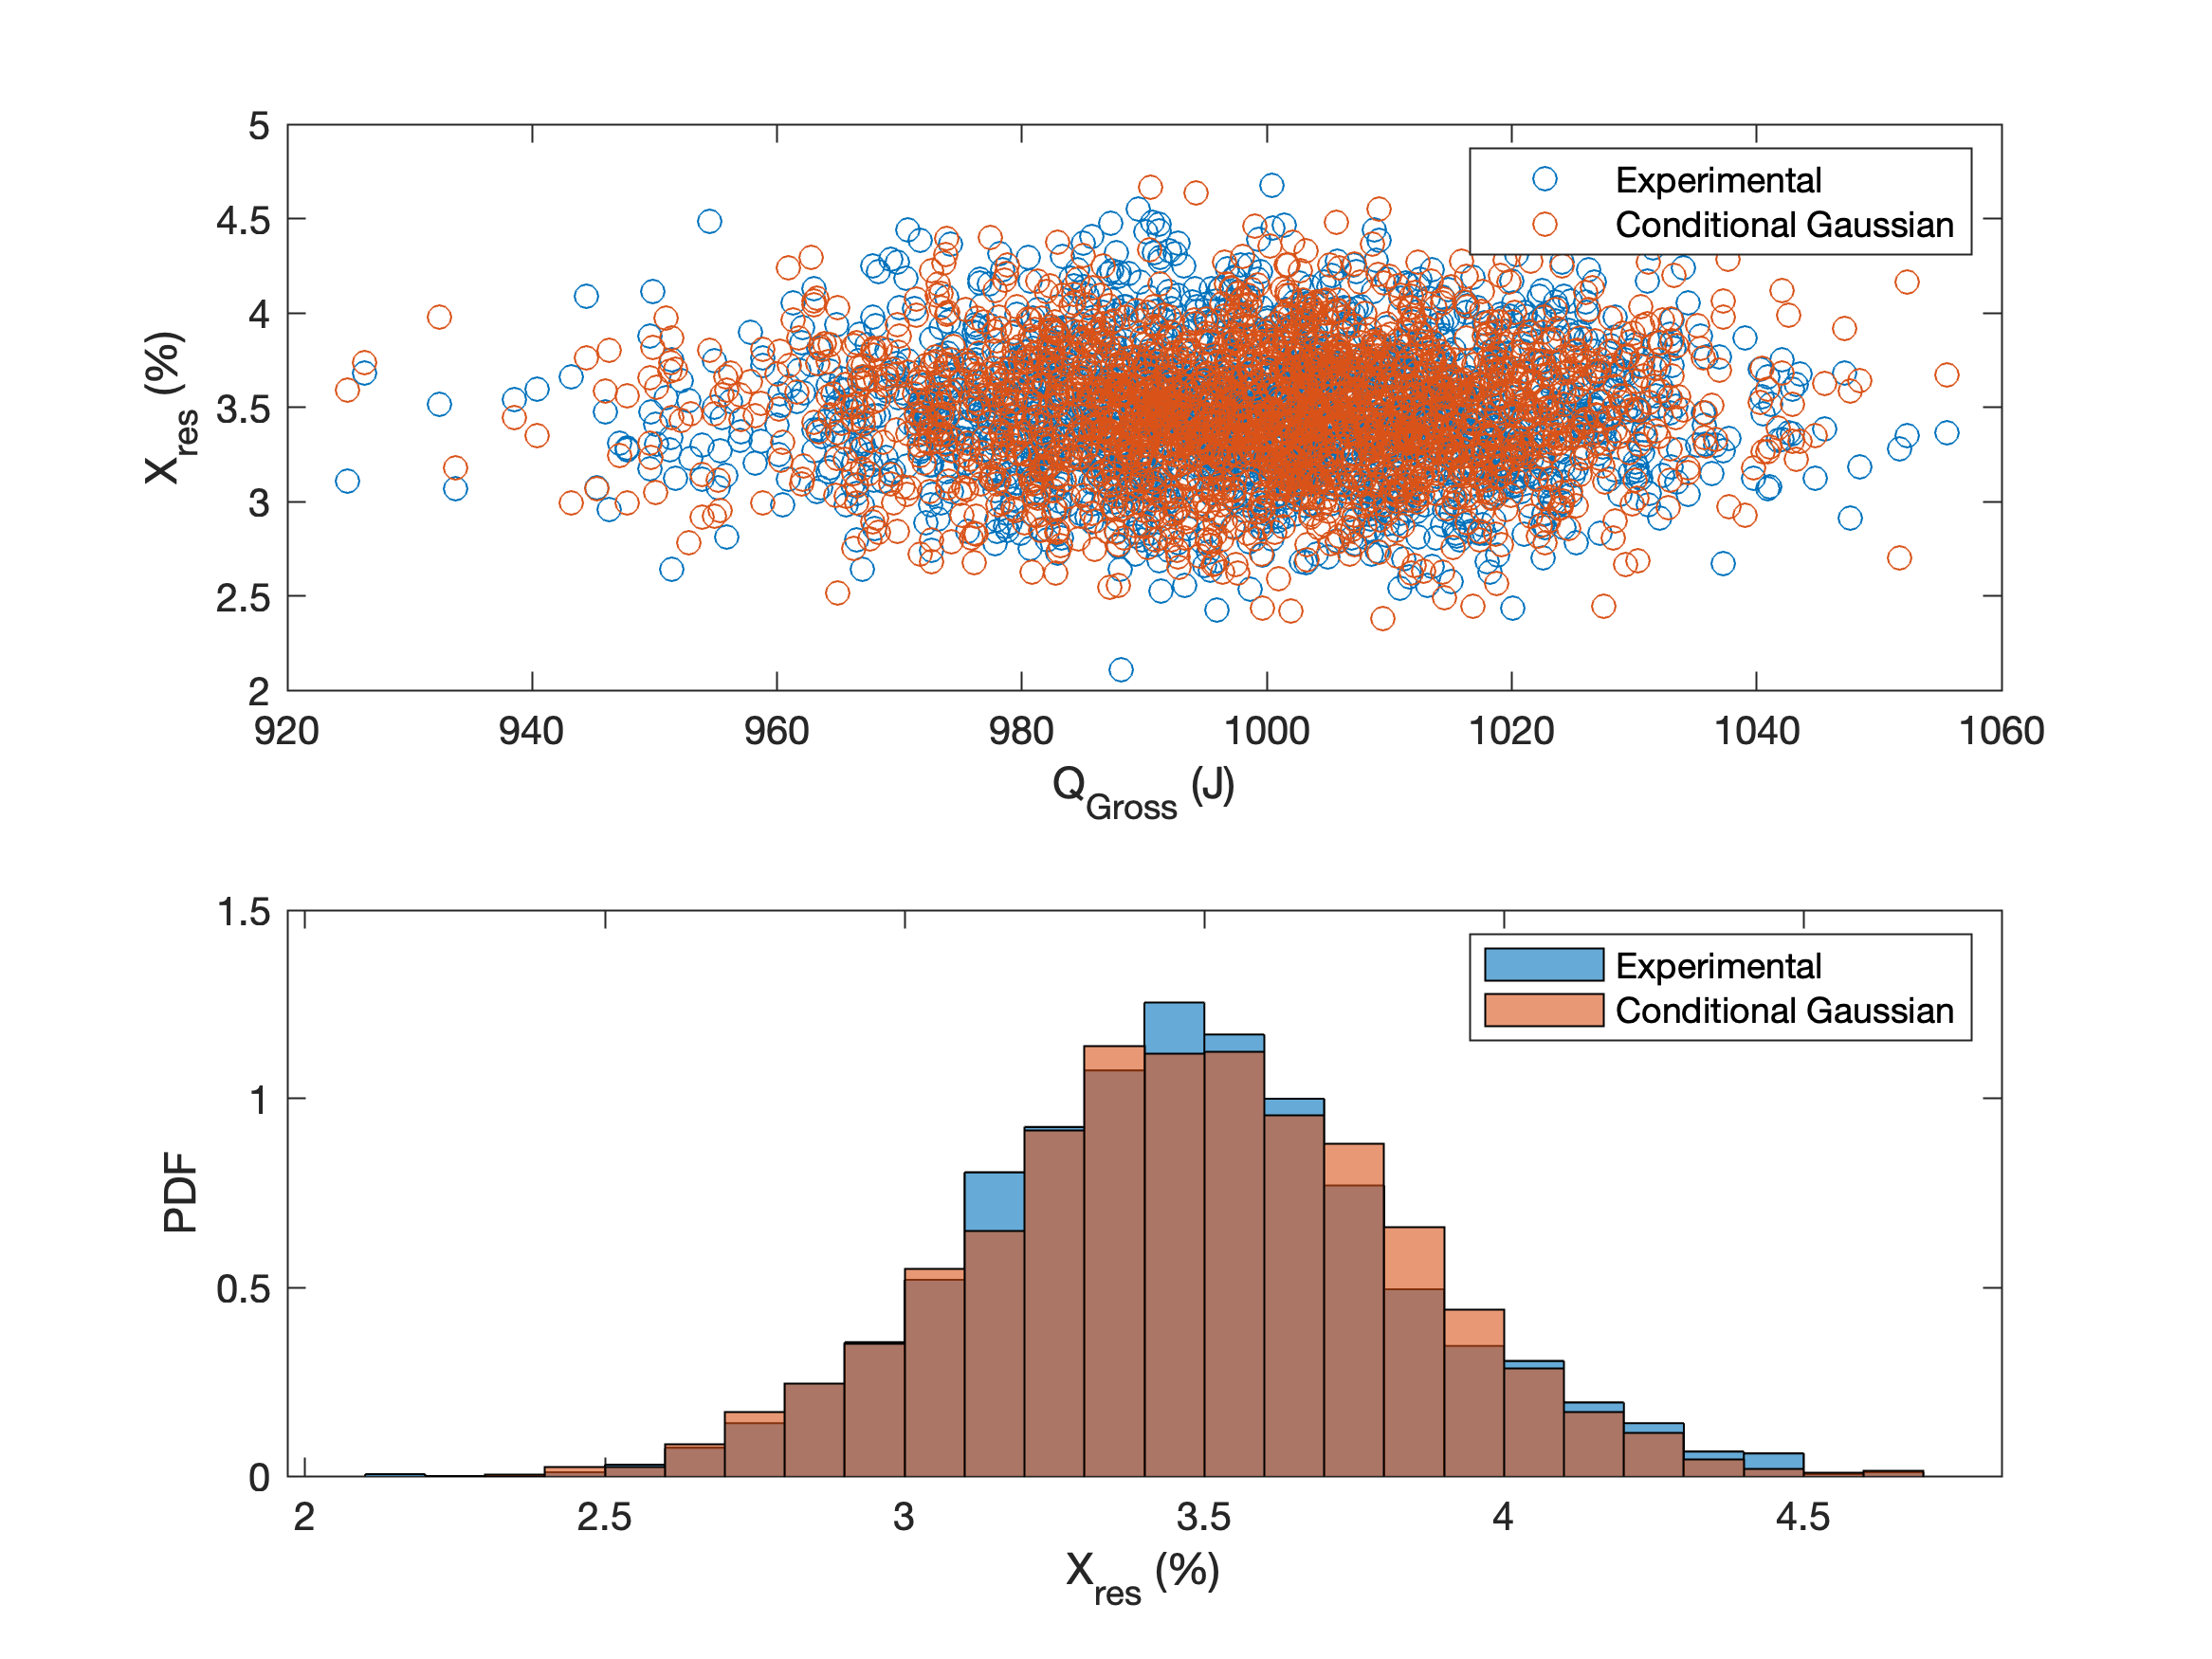 5
4.5
4
3.5
3
2.5
2
X_res (%)
920 940 960 980 1000 1020 1040 1060
Q_Gross (J)
Experimental
Conditional Gaussian
1.5
1
0.5
0
PDF
2 2.5 3 3.5 4 4.5
X_res (%)
Experimental
Conditional Gaussian